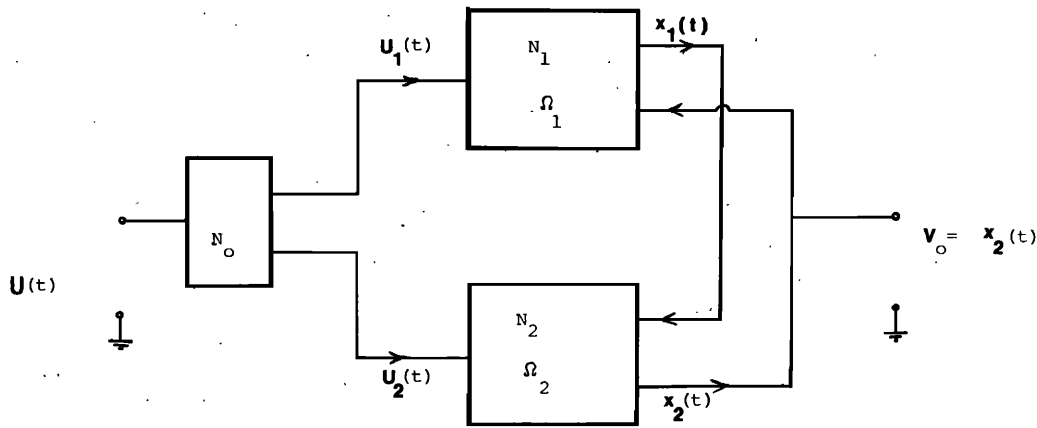 x₁(t)
U₁(t)
N₁
Ω₁
N₀
V₀ = x₂(t)
U(t)
N₂
Ω₂
U₂(t)
x₂(t)